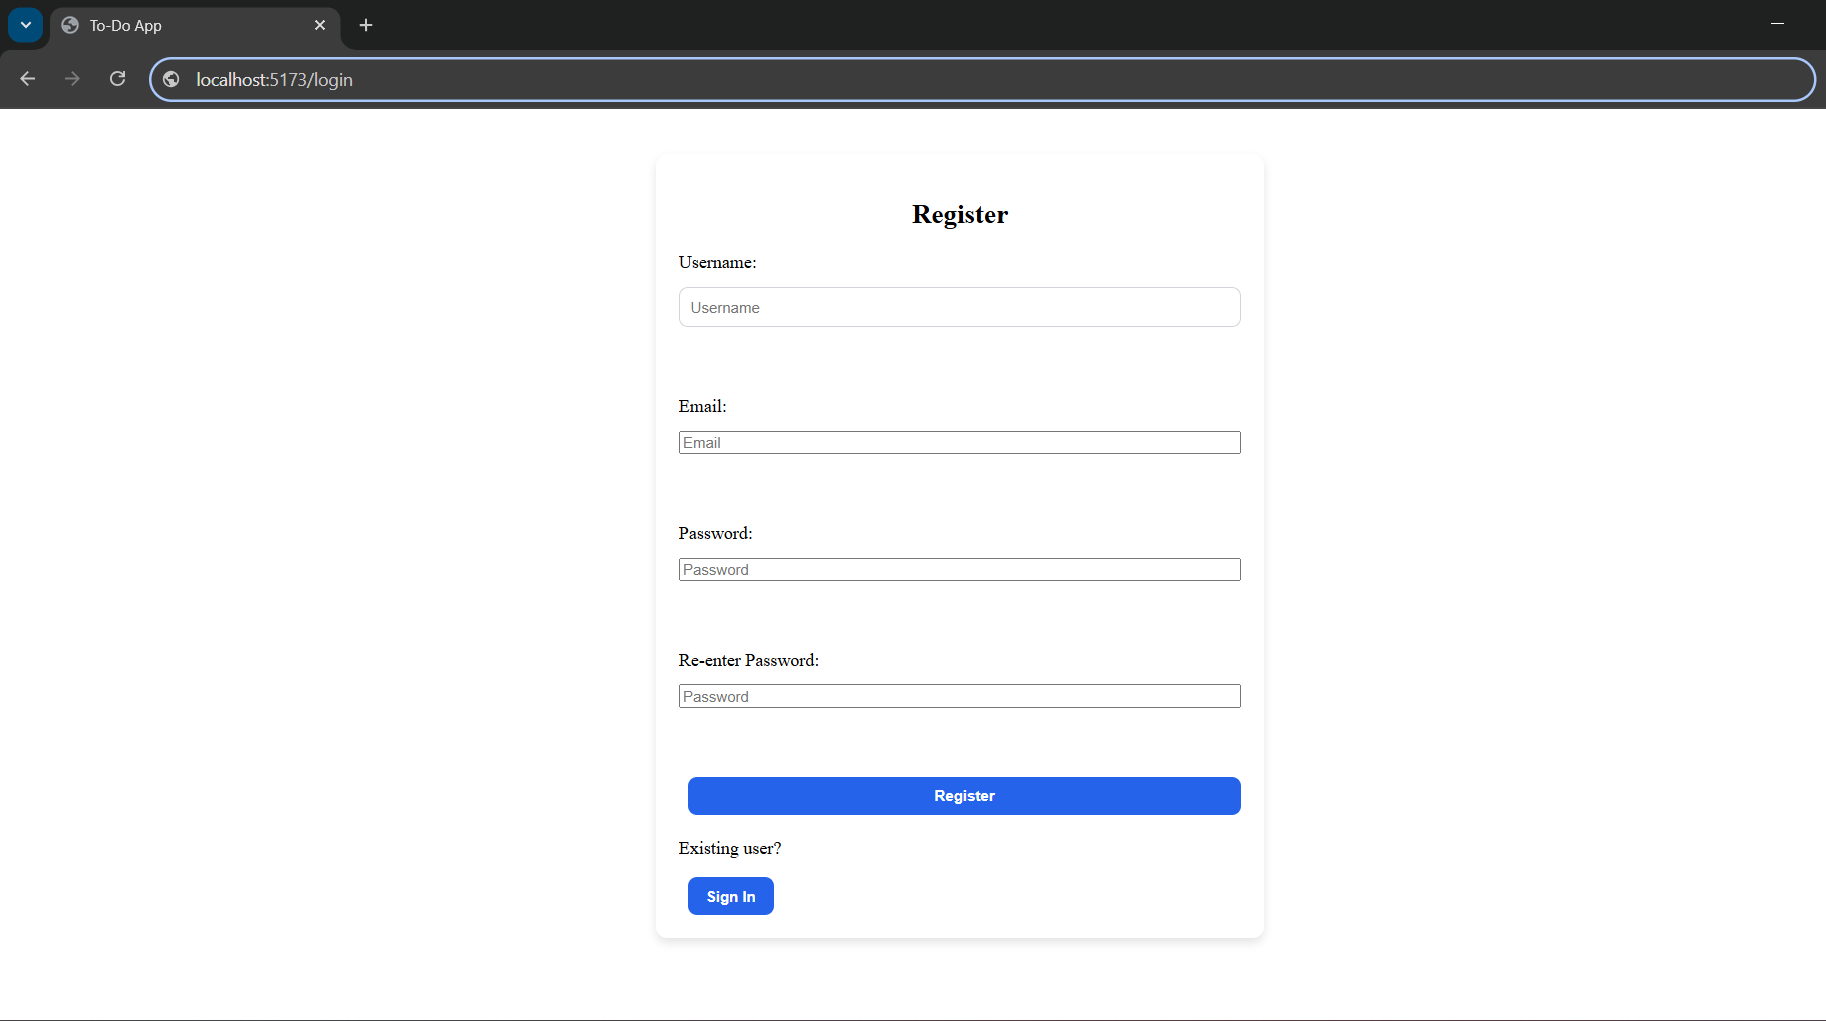 To-Do App
localhost:5173/login
Register
Username:
Username
Email:
Email
Password:
Password
Re-enter Password:
Password
Register
Existing user?
Sign In